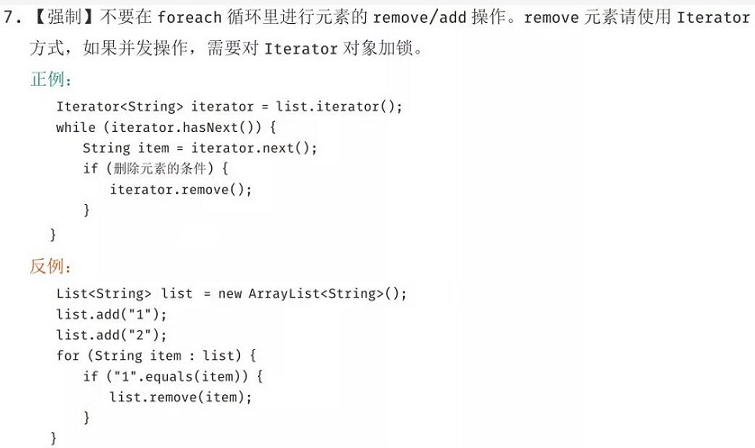 7. 【强制】不要在 foreach 循环里进行元素的 remove/add 操作。remove 元素请使用 Iterator
方式，如果并发操作，需要对 Iterator 对象加锁。
正例：
Iterator<String> iterator = list.iterator();
while (iterator.hasNext()) {
String item = iterator.next();
if (删除元素的条件) {
iterator.remove();
}
}
反例：
List<String> list = new ArrayList<String>();
list.add("1");
list.add("2");
for (String item : list) {
if ("1".equals(item)) {
list.remove(item);
}
}